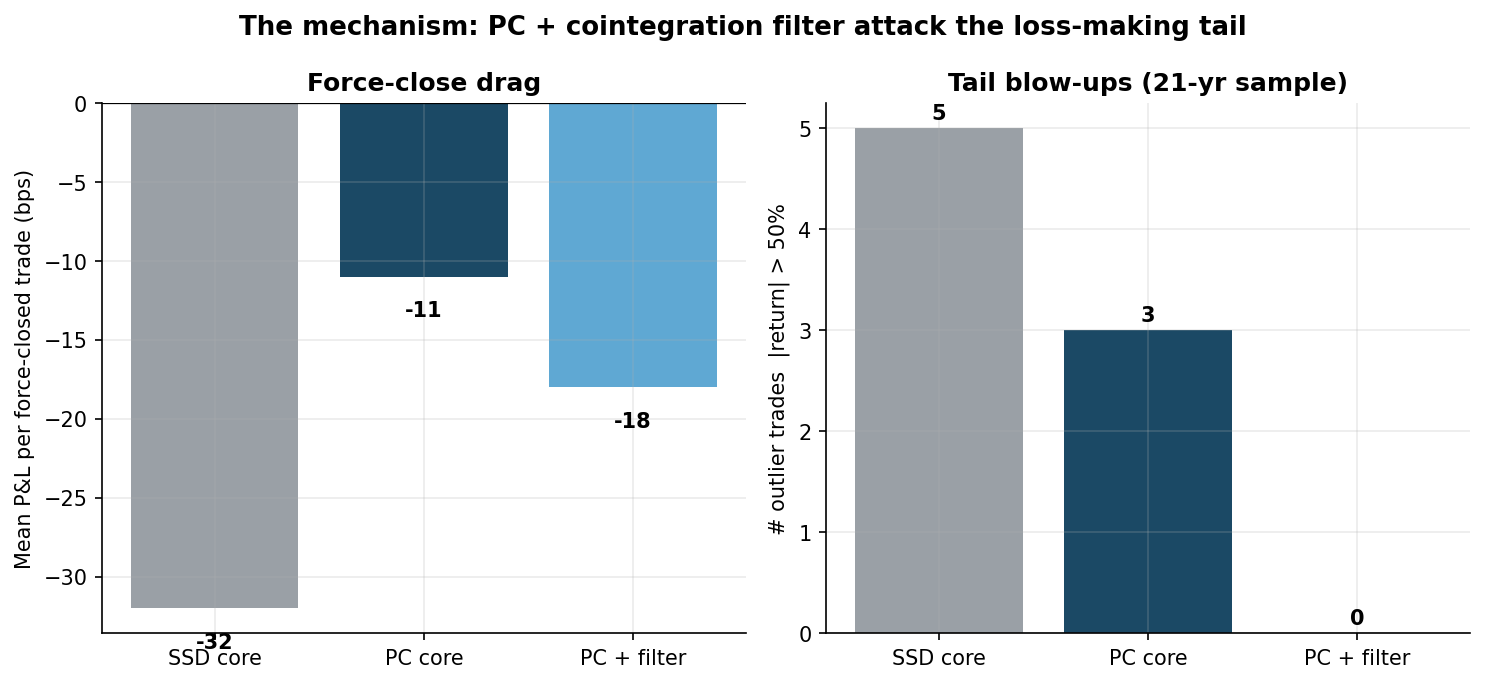 The mechanism: PC + cointegration filter attack the loss-making tail
Force-close drag
Mean P&L per force-closed trade (bps)
0
−5
−10
−15
−20
−25
−30
-32
-11
-18
SSD core
PC core
PC + filter
Tail blow-ups (21-yr sample)
# outlier trades |return| > 50%
5
4
3
2
1
0
5
3
0
SSD core
PC core
PC + filter